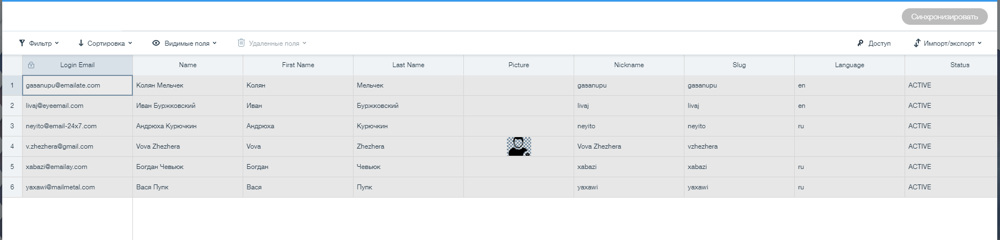 Синхронизировать
Фильтр Сортировка Видимые поля Удаленные поля Доступ Импорт/экспорт
Login Email Name First Name Last Name Picture Nickname Slug Language Status
1 gasanupu@emailate.com Колян Мельчек Колян Мельчек gasanupu gasanupu en ACTIVE
2 livaj@eyeemail.com Иван Буржковский Иван Буржковский livaj livaj en ACTIVE
3 neyito@email-24x7.com Андрюха Курючкин Андрюха Курючкин neyito neyito ru ACTIVE
4 v.zhezhera@gmail.com Vova Zhezhera Vova Zhezhera Vova Zhezhera vzhezhera ACTIVE
5 xabazi@emailay.com Богдан Чевьюк Богдан Чевьюк xabazi xabazi ru ACTIVE
6 yaxawi@mailmetal.com Вася Пупк Вася Пупк yaxawi yaxawi ru ACTIVE